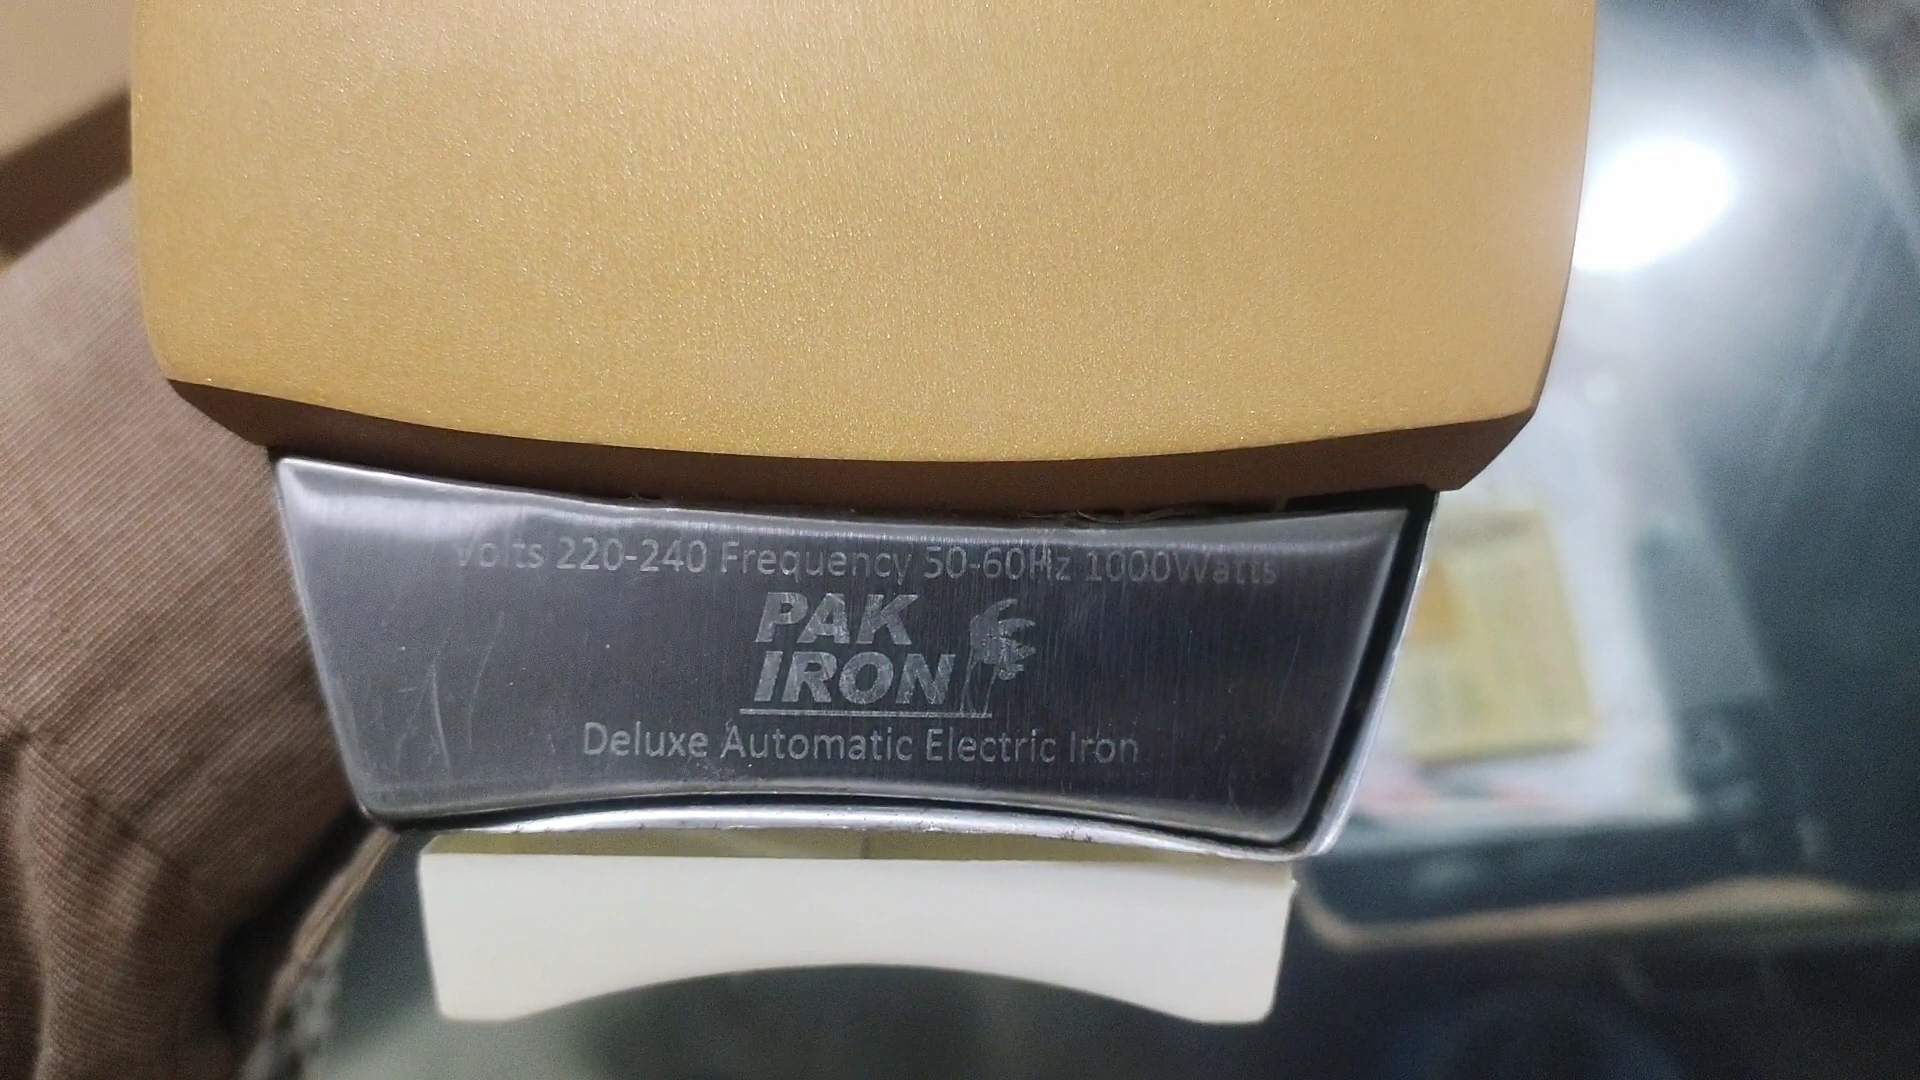 Volts 220-240 Frequency 50-60Hz 1000Watts
PAK
IRON
Deluxe Automatic Electric Iron